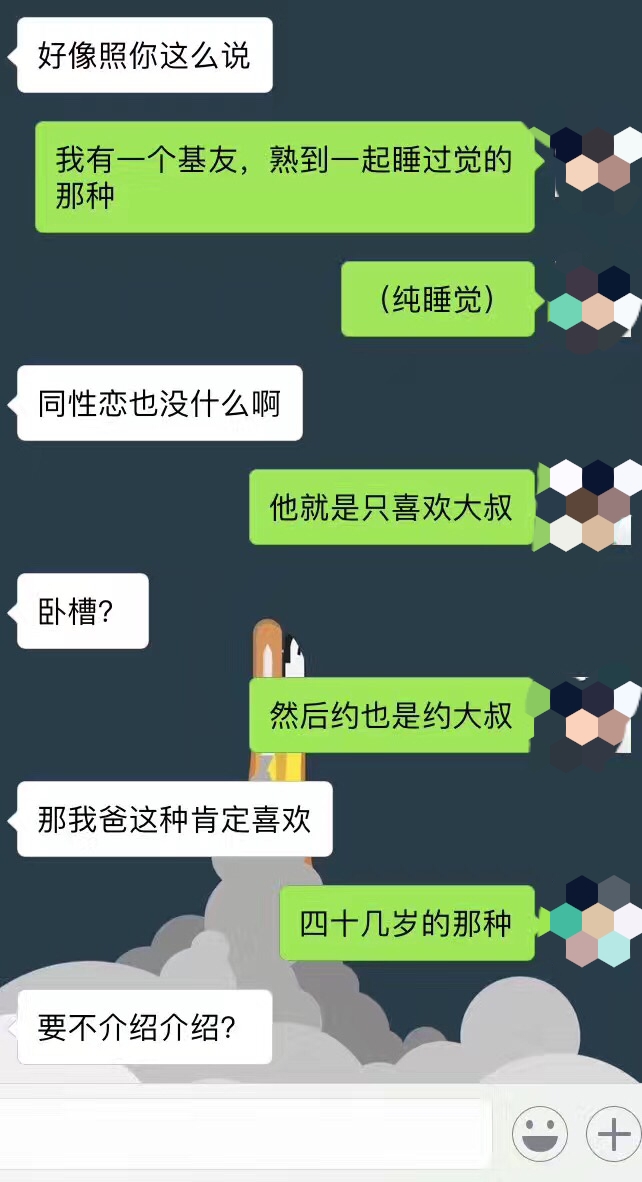 好像照你这么说
我有一个基友，熟到一起睡过觉的
那种
（纯睡觉）
同性恋也没什么啊
他就是只喜欢大叔
卧槽？
然后约也是约大叔
那我爸这种肯定喜欢
四十几岁的那种
要不介绍介绍？